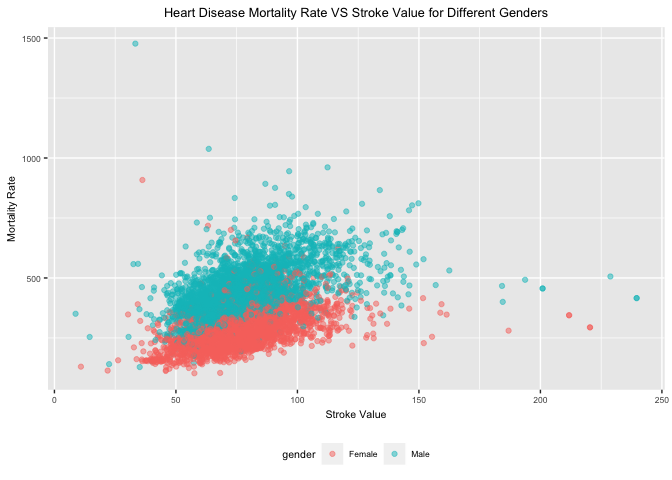 Heart Disease Mortality Rate VS Stroke Value for Different Genders
1500
1000
500
Mortality Rate
0 50 100 150 200 250
Stroke Value
gender Female Male